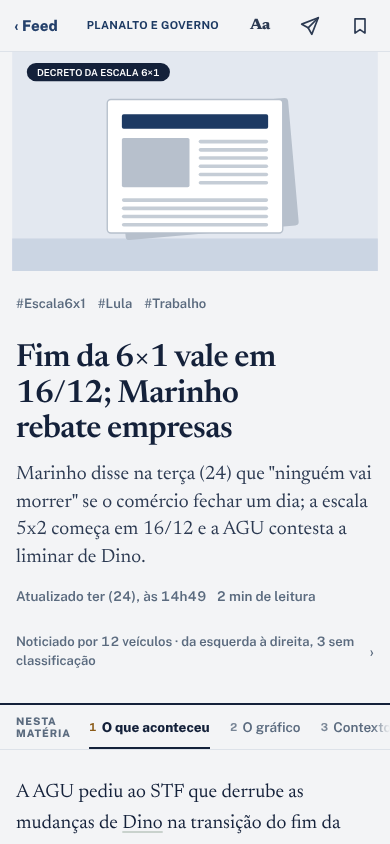 ‹ Feed PLANALTO E GOVERNO Aa
DECRETO DA ESCALA 6×1
#Escala6x1 #Lula #Trabalho
Fim da 6×1 vale em
16/12; Marinho
rebate empresas
Marinho disse na terça (24) que "ninguém vai
morrer" se o comércio fechar um dia; a escala
5x2 começa em 16/12 e a AGU contesta a
liminar de Dino.
Atualizado ter (24), às 14h49 2 min de leitura
Noticiado por 12 veículos · da esquerda à direita, 3 sem
classificação ›
NESTA
MATÉRIA
1 O que aconteceu 2 O gráfico 3 Contexto
A AGU pediu ao STF que derrube as
mudanças de Dino na transição do fim da